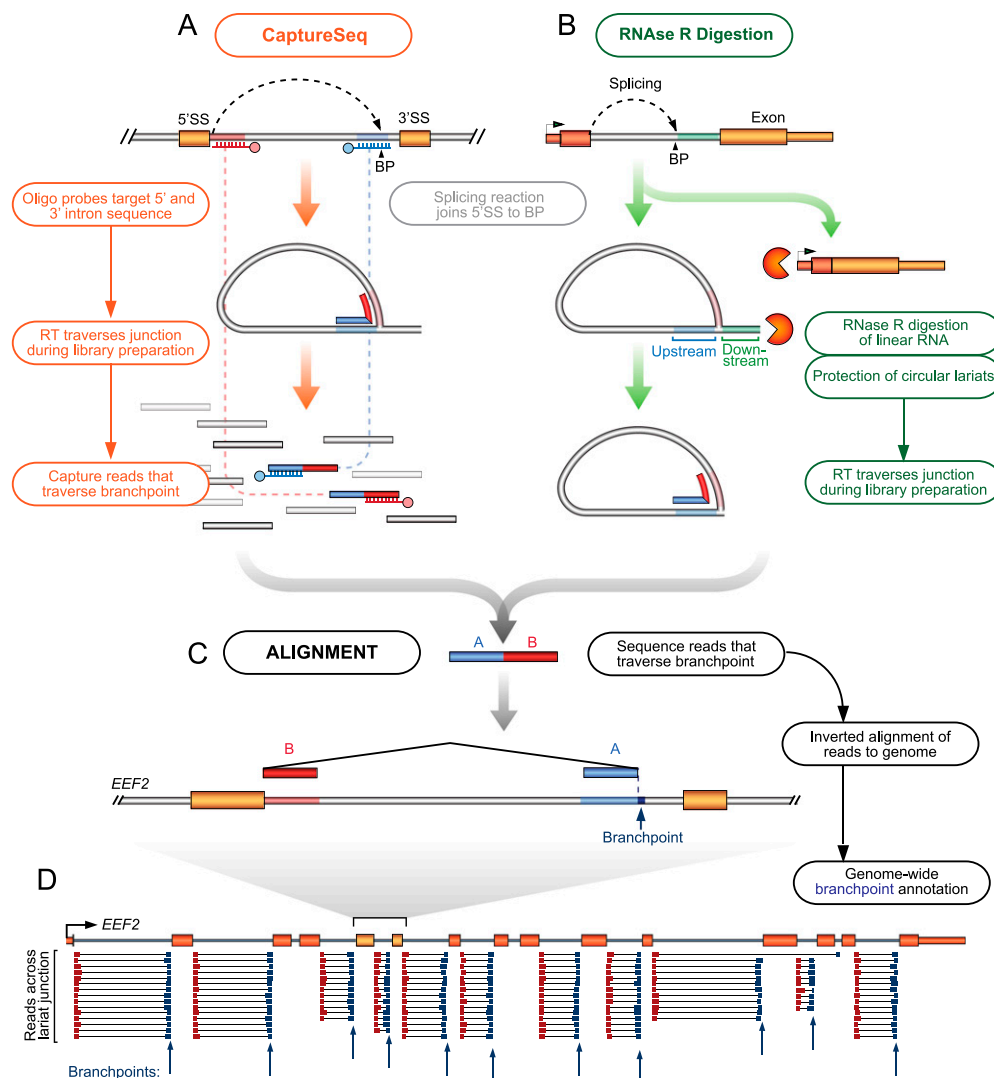 A
CaptureSeq
5'SS
3'SS
BP
Oligo probes target 5' and
3' intron sequence
RT traverses junction
during library preparation
Capture reads that
traverse branchpoint
Splicing reaction
joins 5'SS to BP
B
RNAse R Digestion
Splicing
Exon
BP
Upstream
Down-
stream
RNase R digestion
of linear RNA
Protection of circular lariats
RT traverses junction
during library preparation
C
ALIGNMENT
A
B
Sequence reads that
traverse branchpoint
Inverted alignment of
reads to genome
Genome-wide
branchpoint annotation
B
A
EEF2
Branchpoint
D
EEF2
Reads across
lariat junction
Branchpoints: